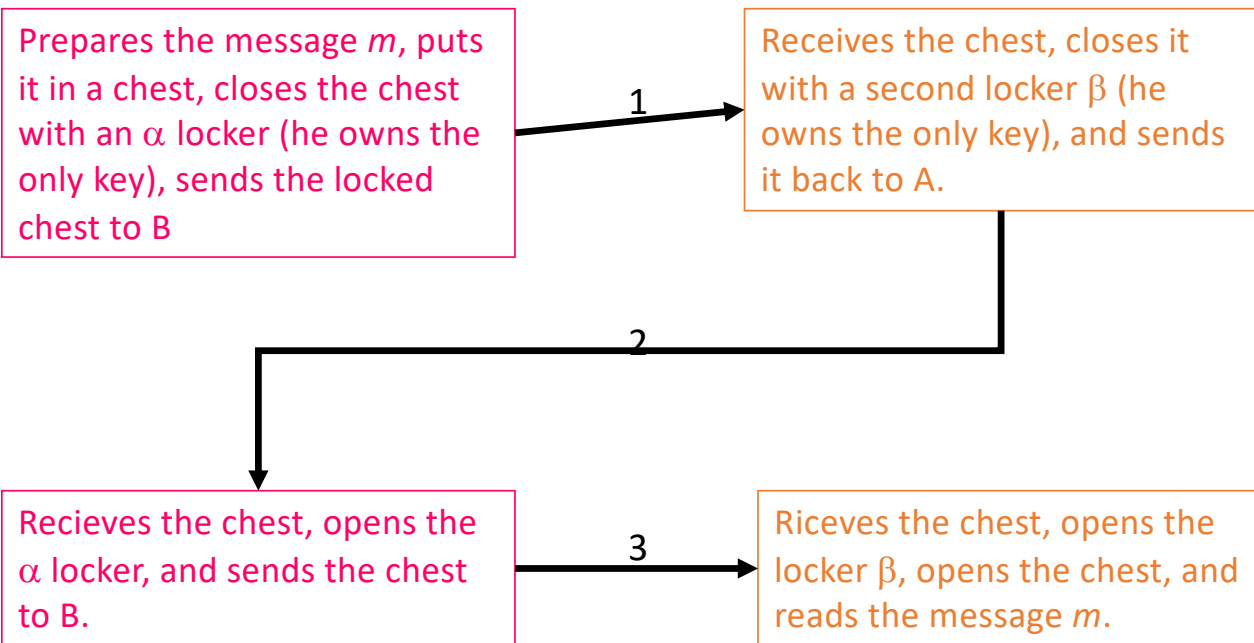 Prepares the message m, puts
it in a chest, closes the chest
with an α locker (he owns the
only key), sends the locked
chest to B
1
Receives the chest, closes it
with a second locker β (he
owns the only key), and sends
it back to A.
2
Recieves the chest, opens the
α locker, and sends the chest
to B.
3
Riceves the chest, opens the
locker β, opens the chest, and
reads the message m.